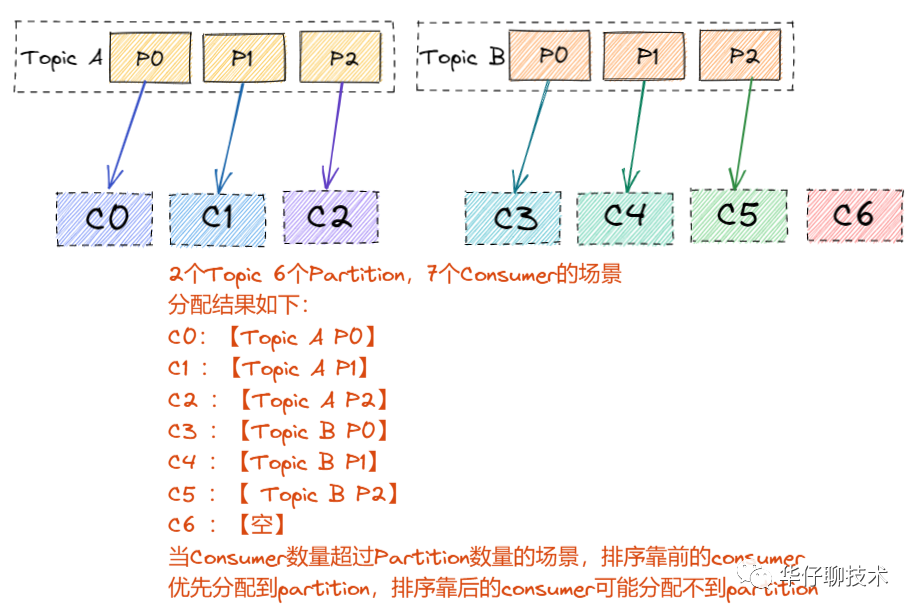 Topic A P0 P1 P2 Topic B P0 P1 P2
C0 C1 C2 C3 C4 C5 C6
2个Topic 6个Partition，7个Consumer的场景
分配结果如下：
C0：【Topic A P0】
C1 ：【Topic A P1】
C2 ：【Topic A P2】
C3 ：【Topic B P0】
C4 ：【Topic B P1】
C5 ：【 Topic B P2】
C6 ：【空】
当Consumer数量超过Partition数量的场景，排序靠前的consumer
优先分配到partition，排序靠后的consumer可能分配不到partition
华仔聊技术